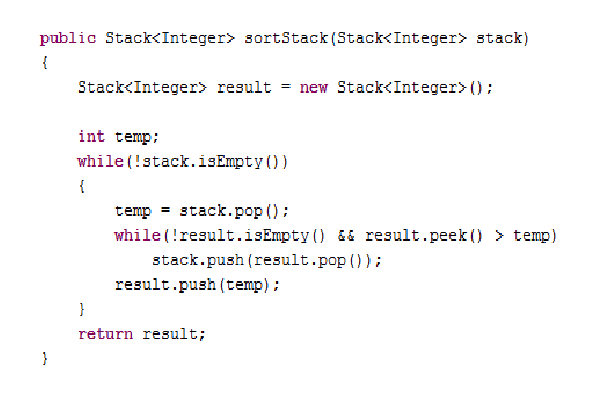 public Stack<Integer> sortStack(Stack<Integer> stack)
{
    Stack<Integer> result = new Stack<Integer>();

    int temp;
    while(!stack.isEmpty())
    {
        temp = stack.pop();
        while(!result.isEmpty() && result.peek() > temp)
            stack.push(result.pop());
        result.push(temp);
    }
    return result;
}